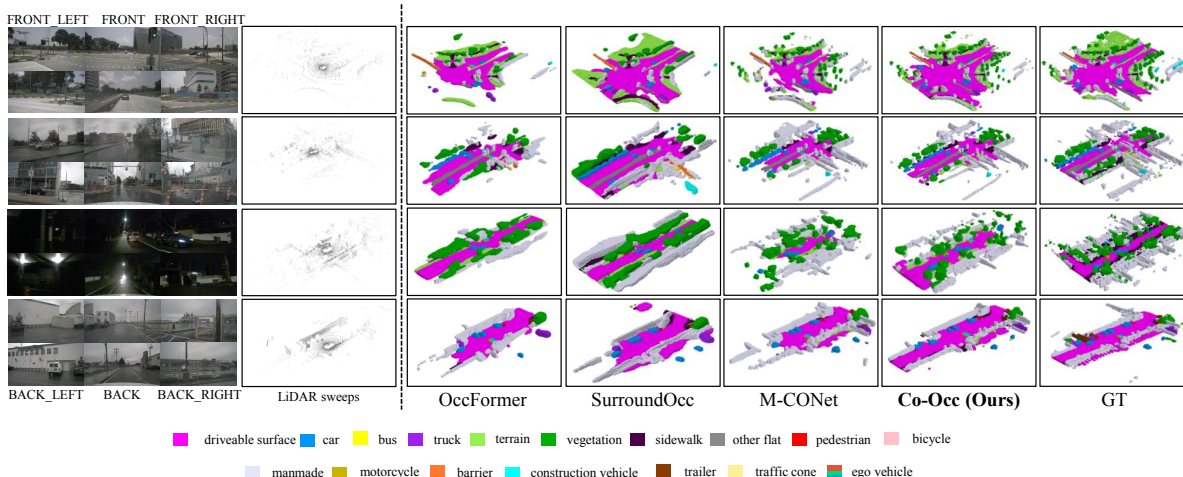 FRONT_LEFT FRONT FRONT_RIGHT
BACK_LEFT BACK BACK_RIGHT
LiDAR sweeps
OccFormer SurroundOcc M-CONet Co-Occ (Ours) GT
driveable surface car bus truck terrain vegetation sidewalk other flat pedestrian bicycle
manmade motorcycle barrier construction vehicle trailer traffic cone ego vehicle